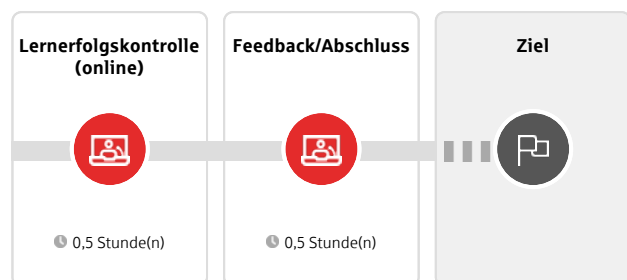 Lernerfolgskontrolle
(online)
Feedback/Abschluss
Ziel
0,5 Stunde(n)
0,5 Stunde(n)